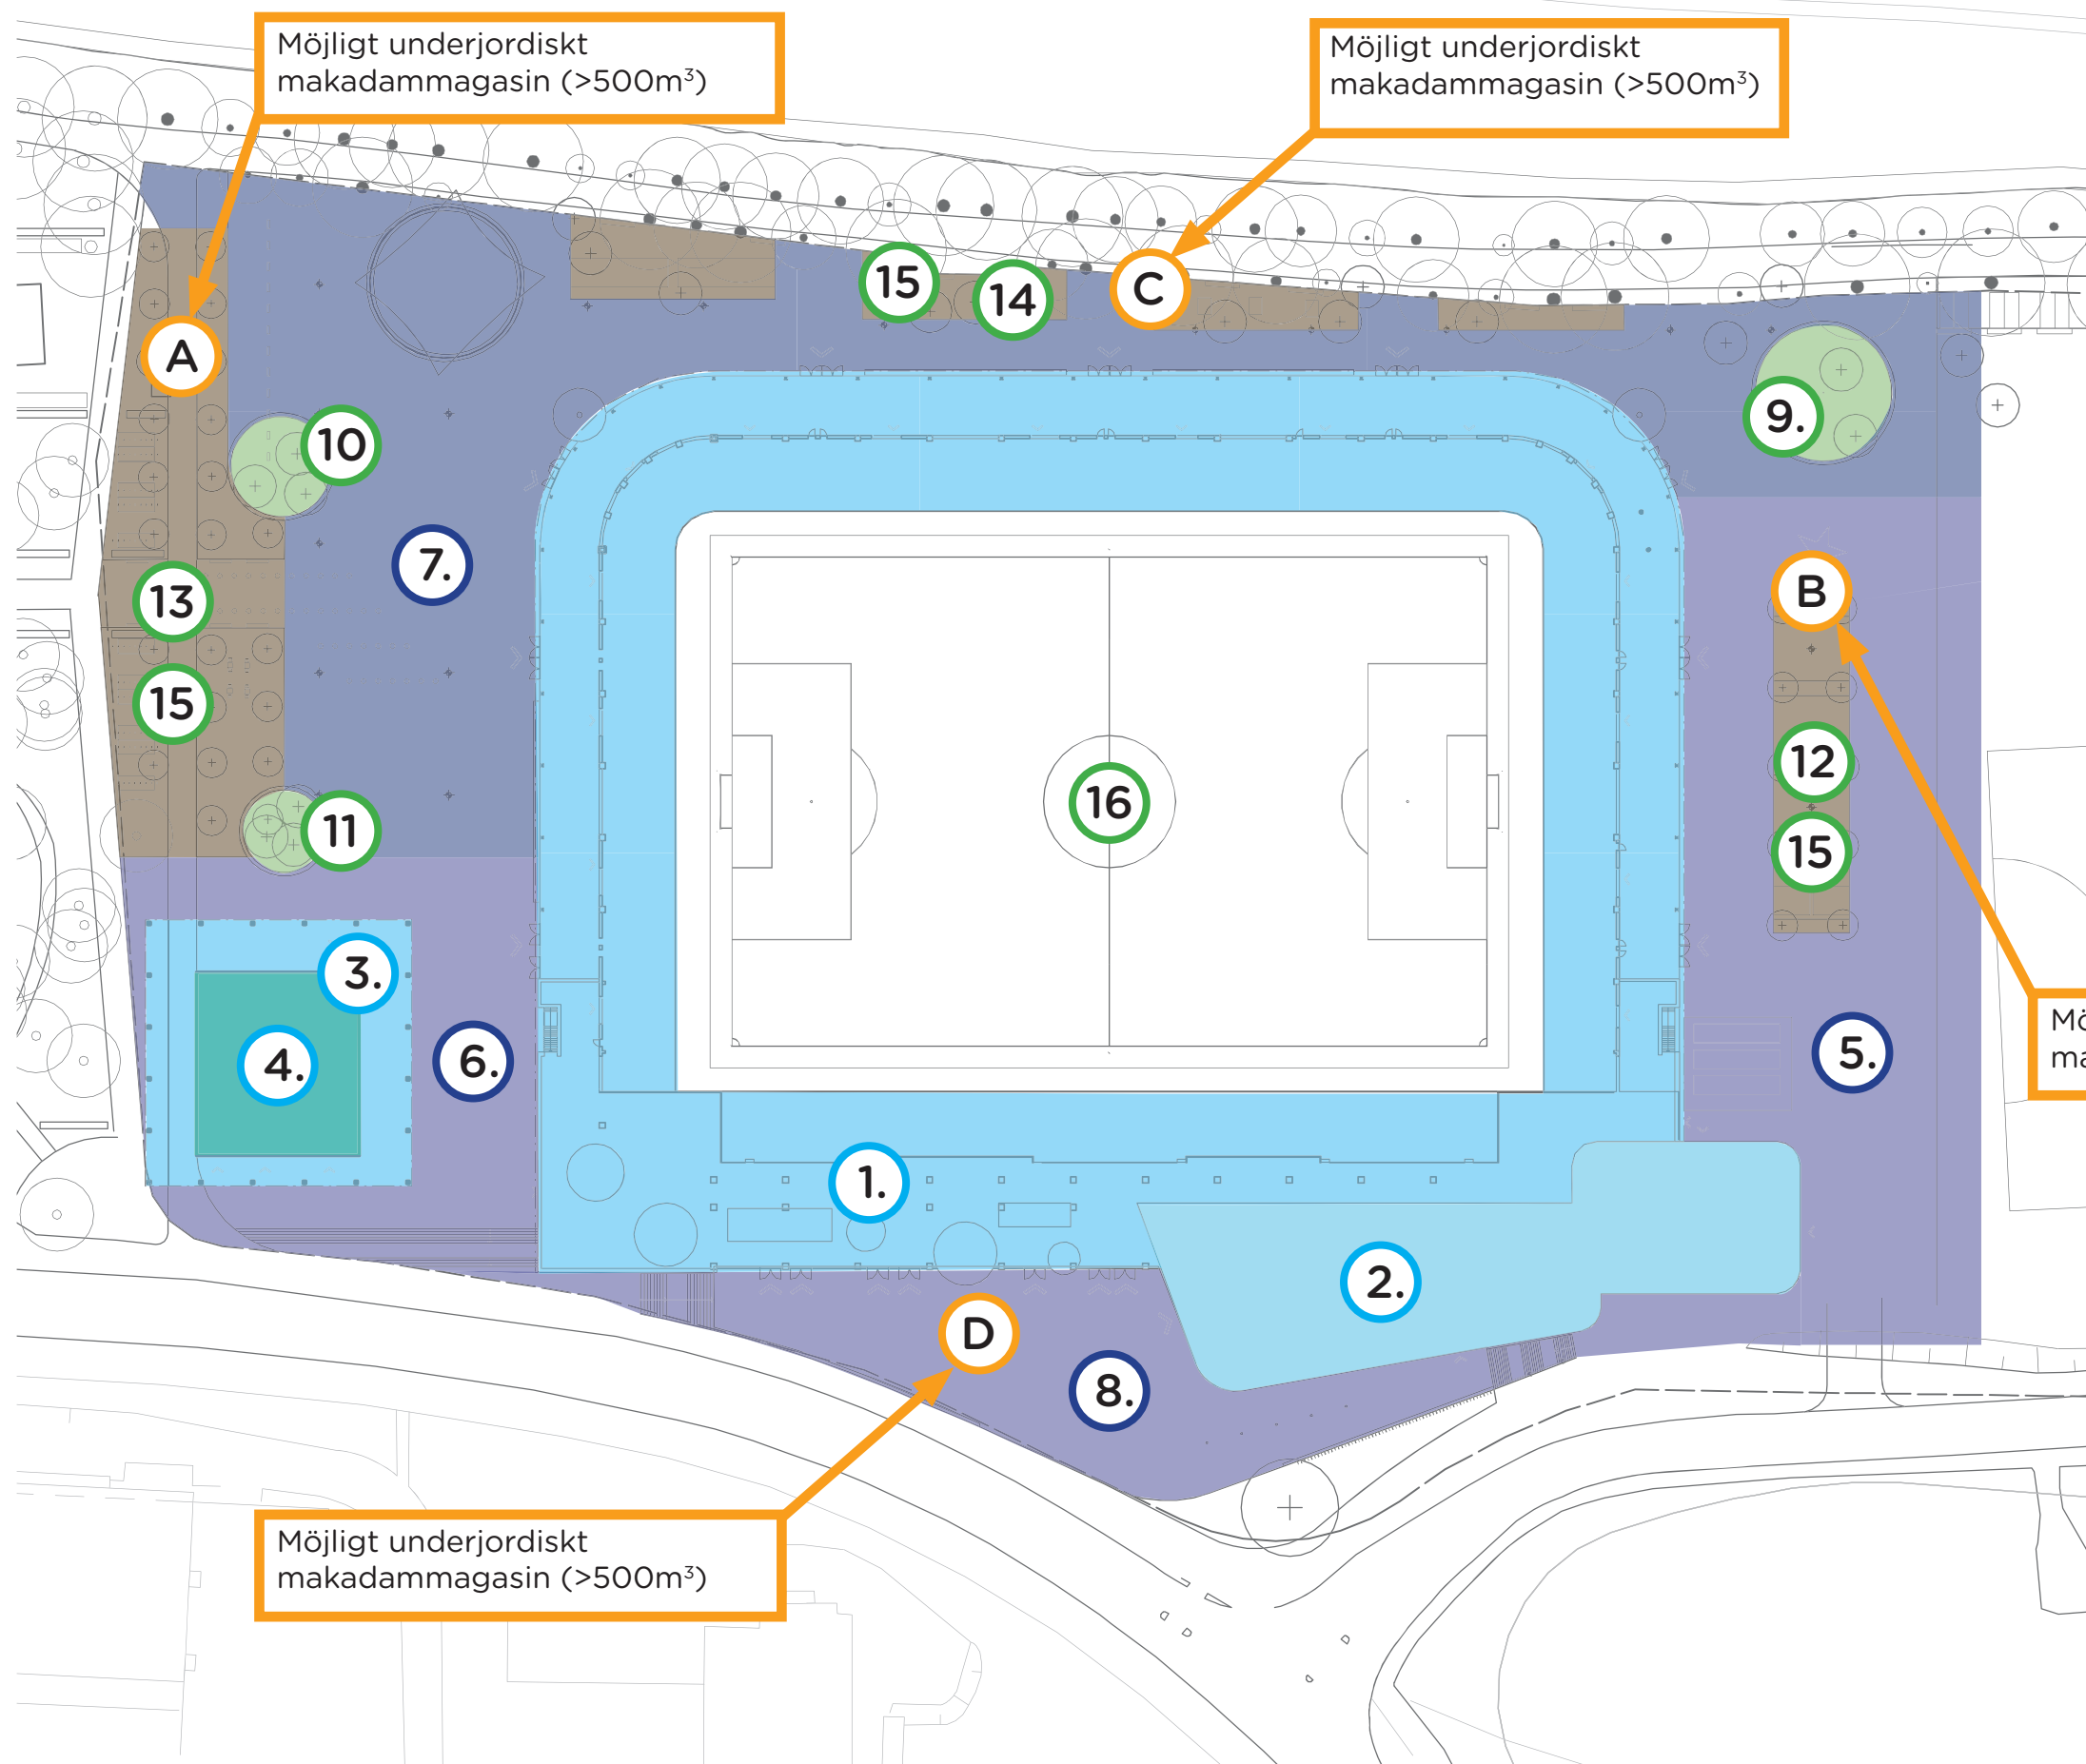 Möjligt underjordiskt
makadammagasin (>500m³)
Möjligt underjordiskt
makadammagasin (>500m³)
15
14
C
A
9.
10
7.
B
13
15
12
16
11
15
3.
4.
6.
5.
1.
2.
D
8.
Möjligt underjordiskt
makadammagasin (>500m³)